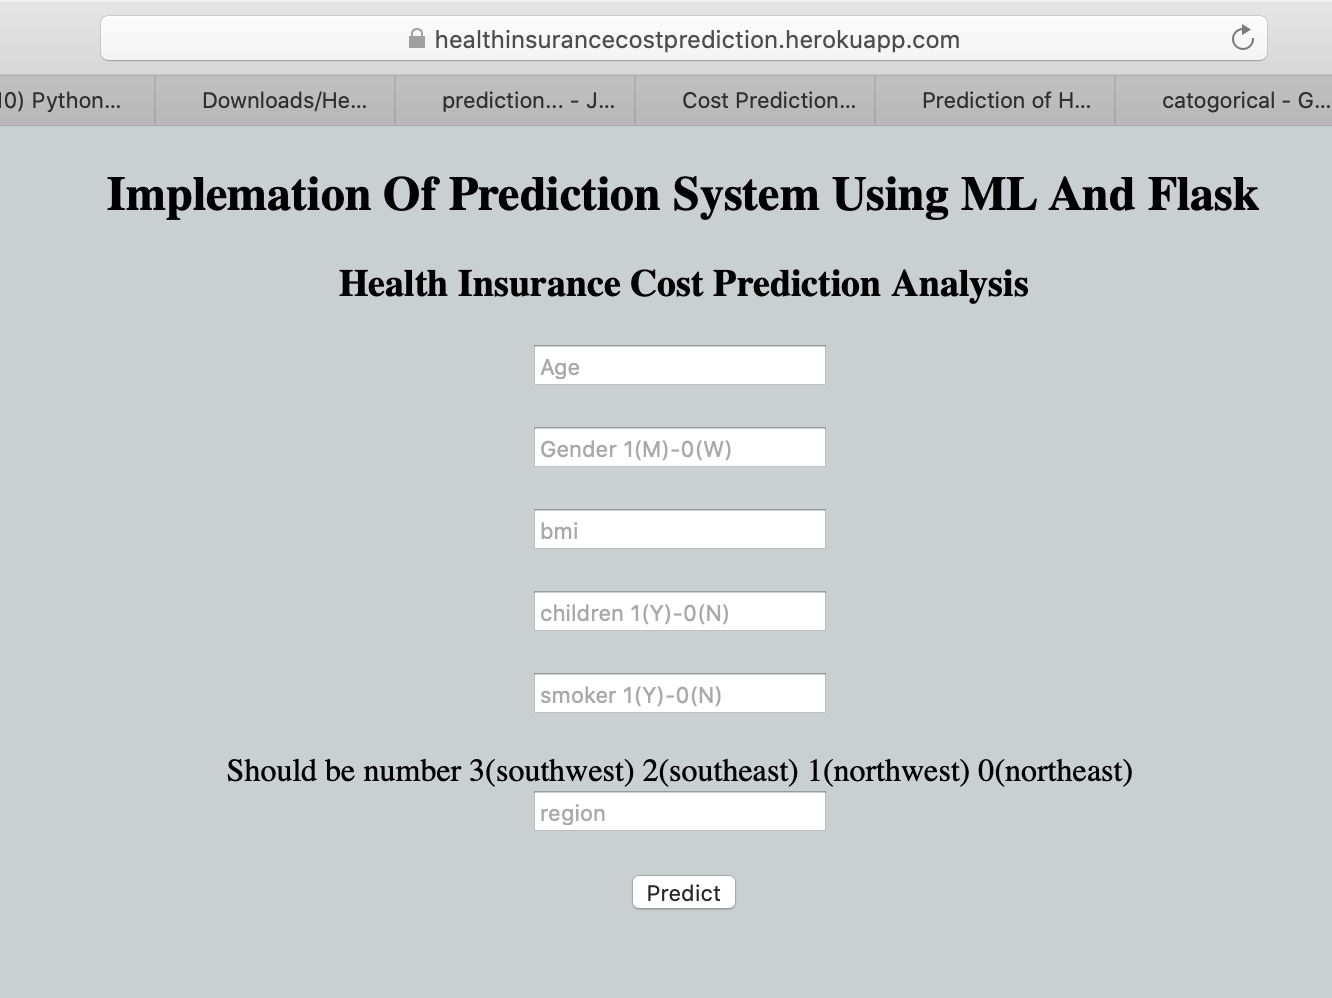 healthinsurancecostprediction.herokuapp.com
10) Python... Downloads/He... prediction... - J... Cost Prediction... Prediction of H... catogorical - G...
Implemation Of Prediction System Using ML And Flask
Health Insurance Cost Prediction Analysis
Age
Gender 1(M)-0(W)
bmi
children 1(Y)-0(N)
smoker 1(Y)-0(N)
Should be number 3(southwest) 2(southeast) 1(northwest) 0(northeast)
region
Predict